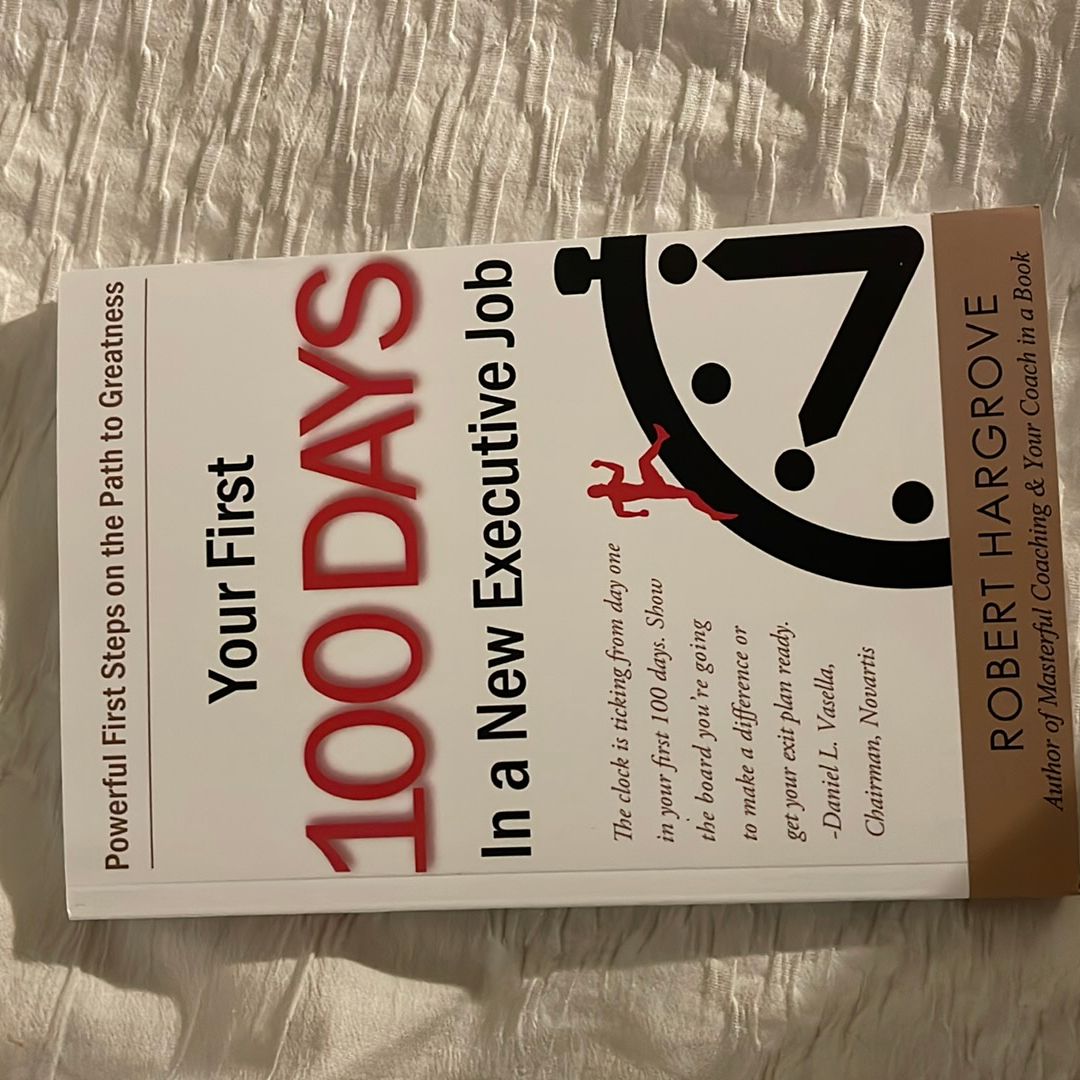 Powerful First Steps on the Path to Greatness
Your First
100 DAYS
In a New Executive Job
The clock is ticking from day one
in your first 100 days. Show
the board you're going
to make a difference or
get your exit plan ready.
-Daniel L. Vasella,
Chairman, Novartis
ROBERT HARGROVE
Author of Masterful Coaching & Your Coach in a Book